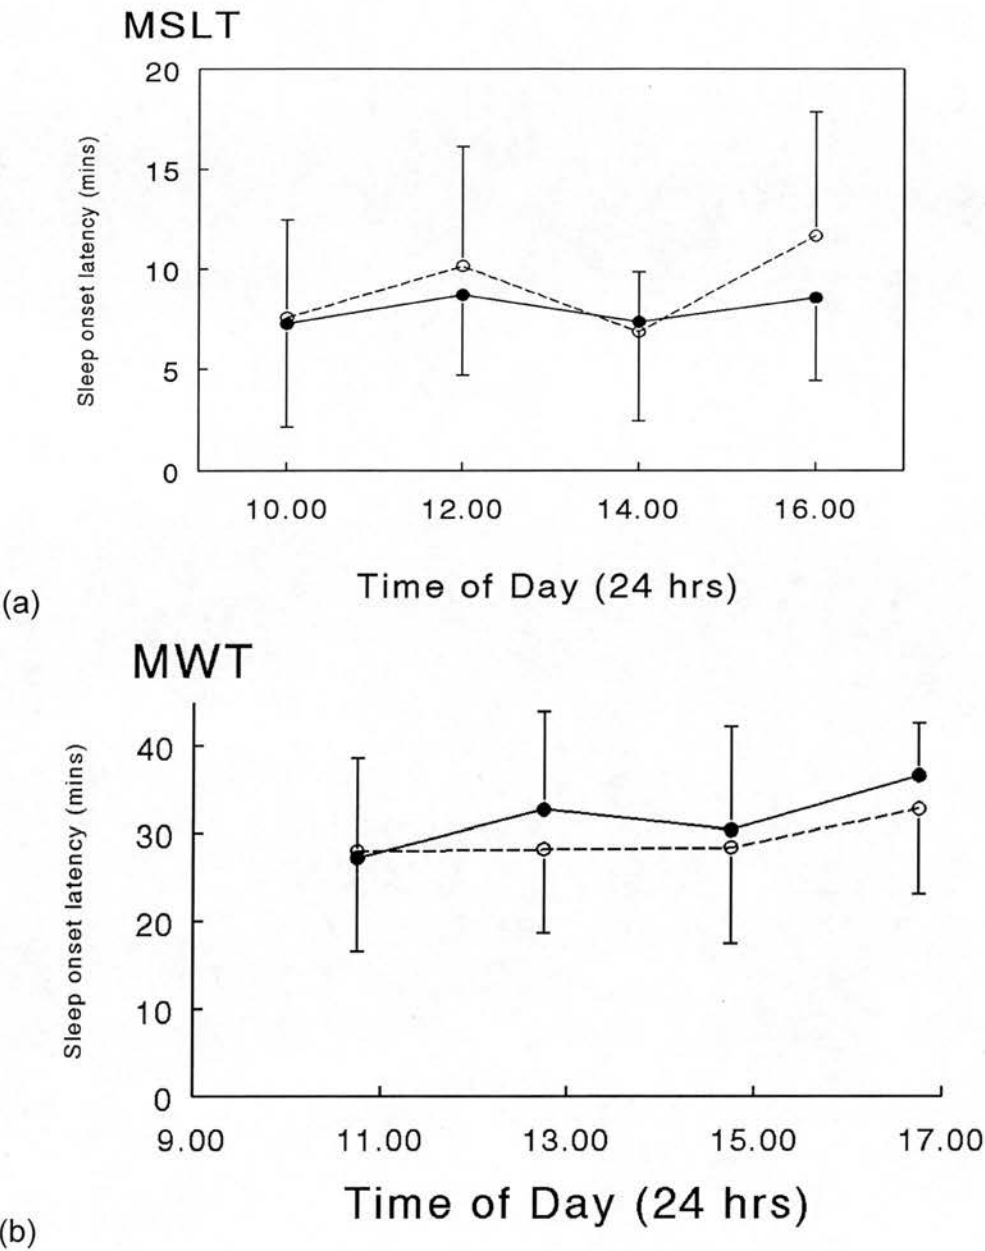 MSLT
20
15
10
5
0
Sleep onset latency (mins)
10.00 12.00 14.00 16.00
Time of Day (24 hrs)
(a)
MWT
40
30
20
10
0
Sleep onset latency (mins)
9.00 11.00 13.00 15.00 17.00
Time of Day (24 hrs)
(b)